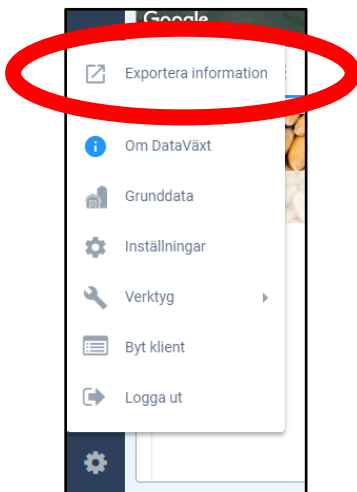 Google
Exportera information
Om DataVäxt
Grunddata
Inställningar
Verktyg
Byt klient
Logga ut